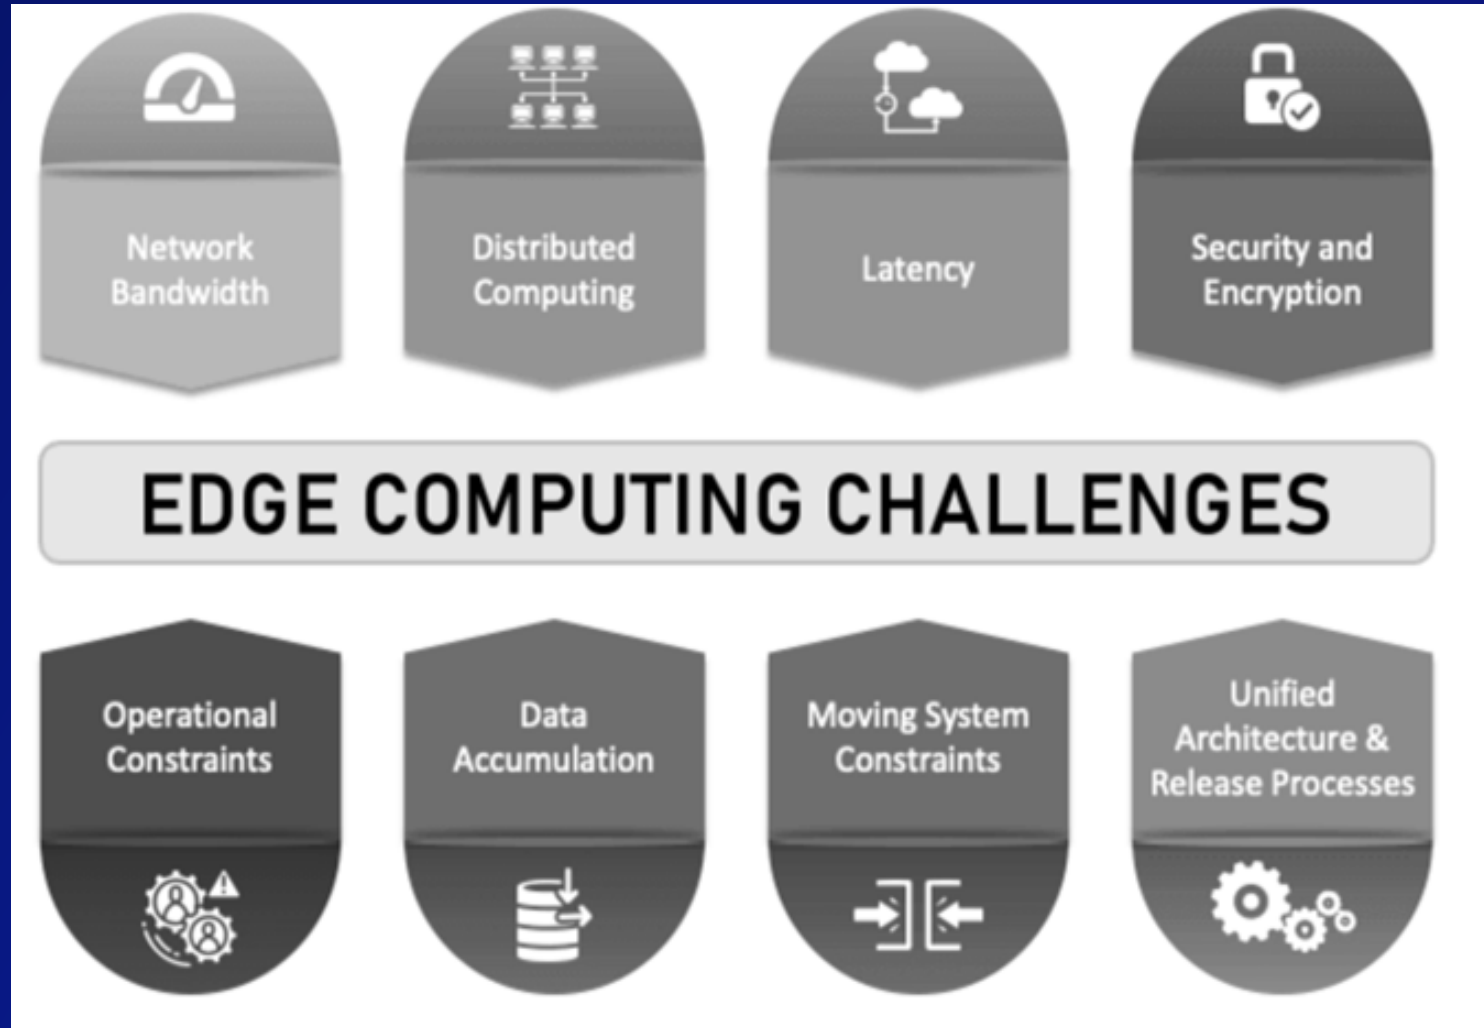 Network
Bandwidth
Distributed
Computing
Latency
Security and
Encryption
EDGE COMPUTING CHALLENGES
Operational
Constraints
Data
Accumulation
Moving System
Constraints
Unified
Architecture &
Release Processes